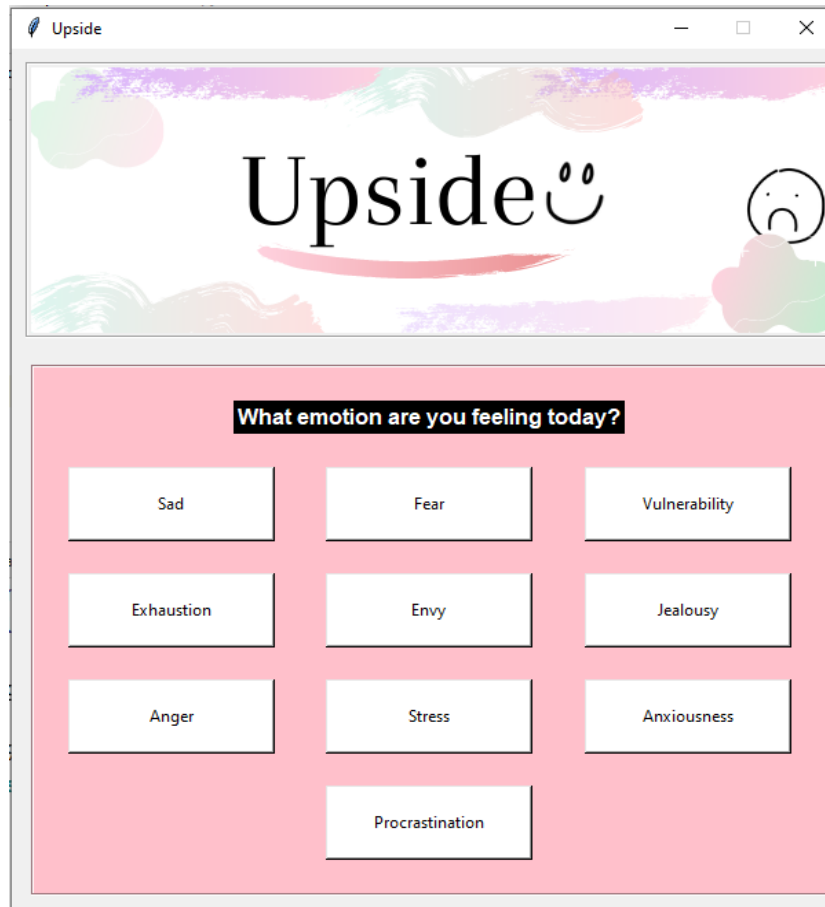 Upside
Upside
What emotion are you feeling today?
Sad Fear Vulnerability
Exhaustion Envy Jealousy
Anger Stress Anxiousness
Procrastination